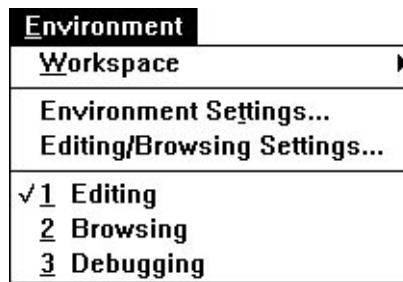 Environment
Workspace
Environment Settings...
Editing/Browsing Settings...
√1 Editing
2 Browsing
3 Debugging